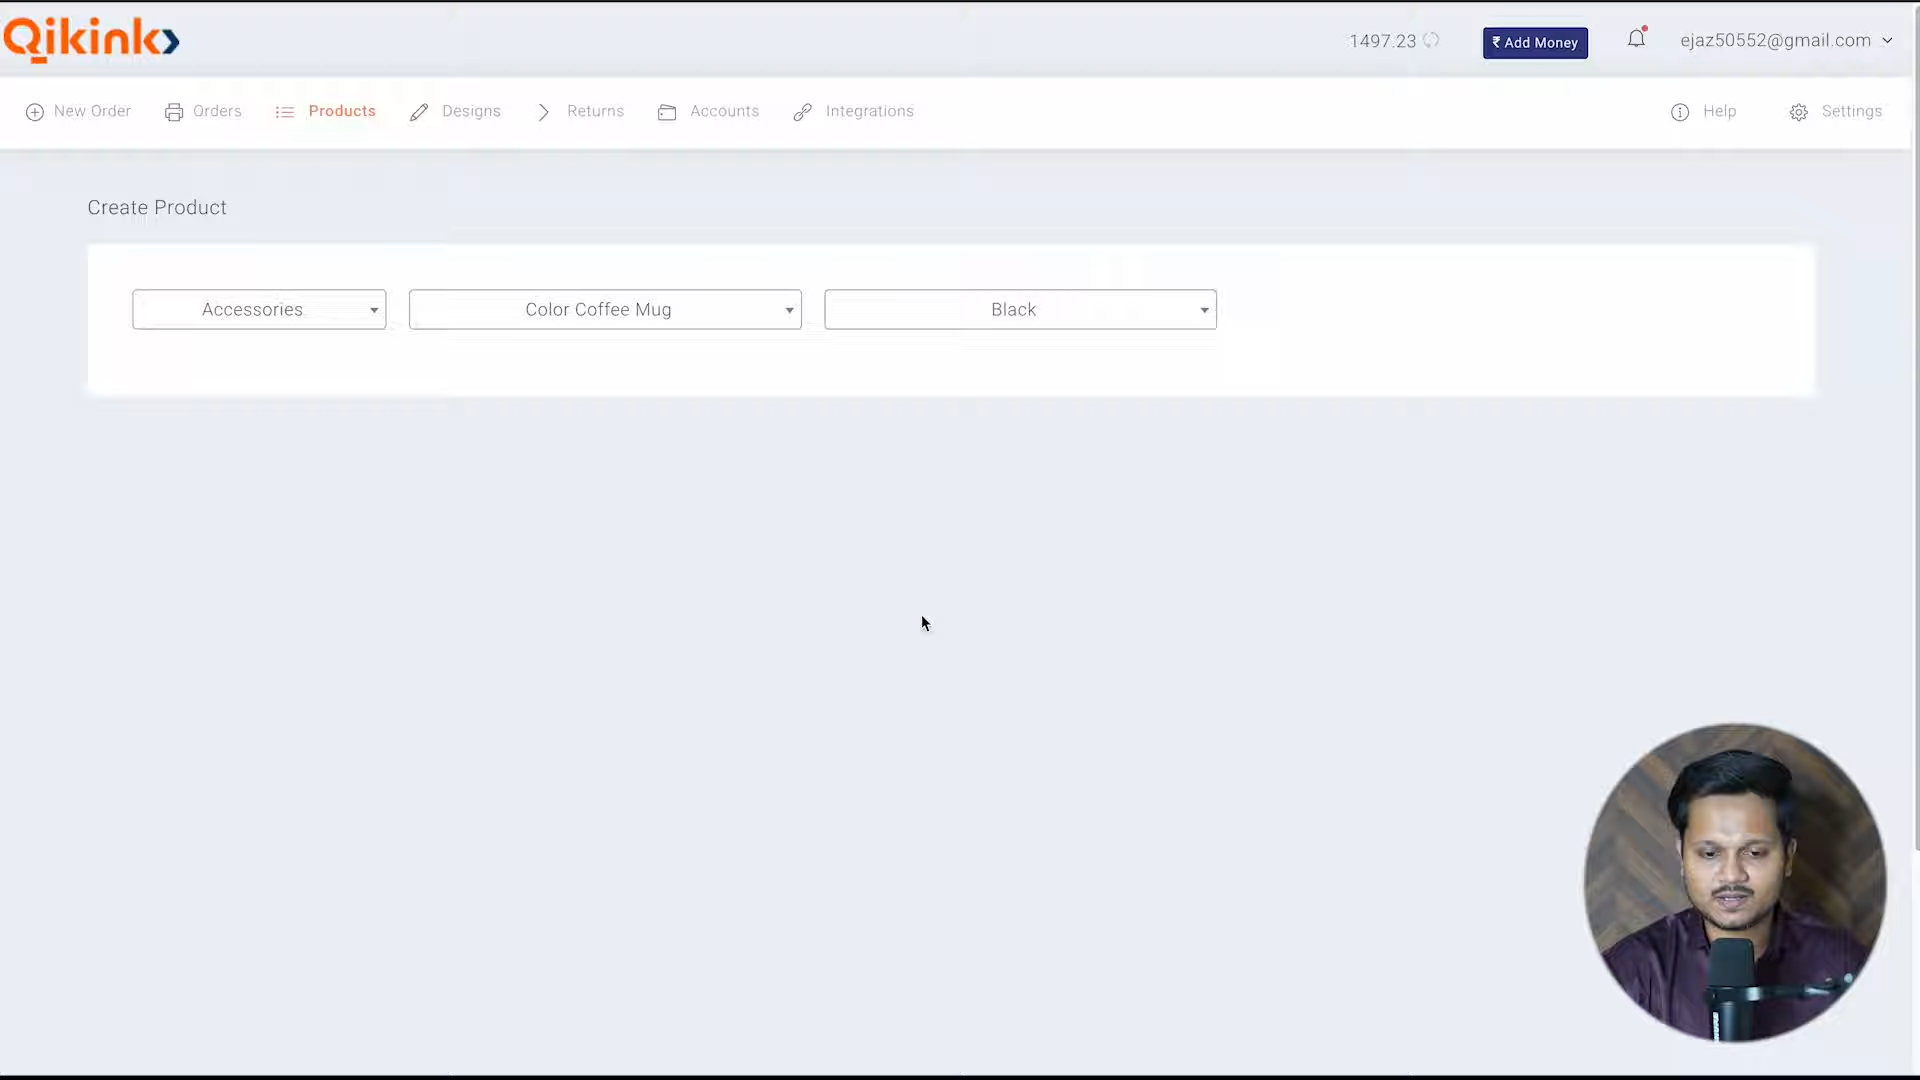 Qikink
1497.23
₹ Add Money
ejaz50552@gmail.com
New Order
Orders
Products
Designs
Returns
Accounts
Integrations
Help
Settings
Create Product
Accessories
Color Coffee Mug
Black